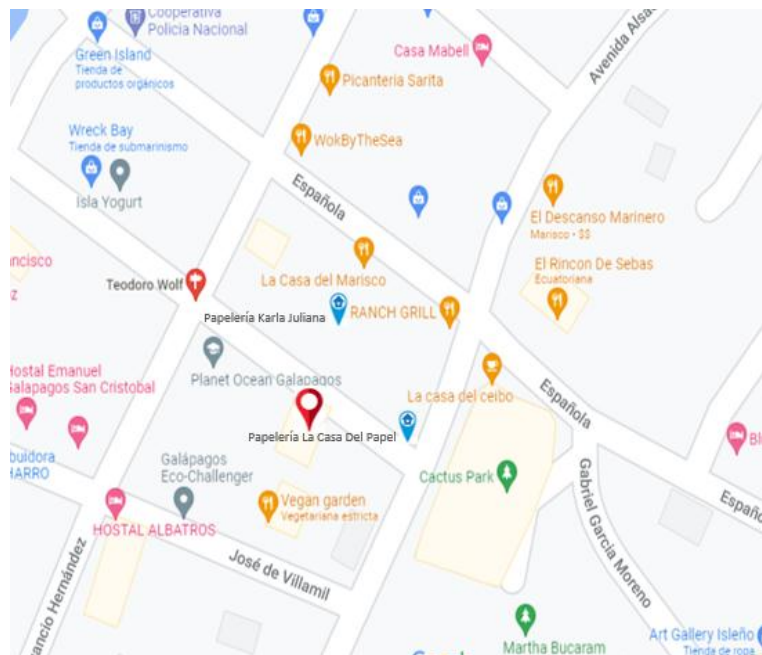 Cooperativa
Policia Nacional
Green Island
Tienda de
productos orgánicos
Casa Mabell
Avenida Alsa
Picanteria Sarita
WokByTheSea
Wreck Bay
Tienda de submarinismo
Isla Yogurt
Española
El Descanso Marinero
Marisco • $$
El Rincon De Sebas
Ecuatoriana
ncisco
z
Teodoro Wolf
La Casa del Marisco
Papelería Karla Juliana
RANCH GRILL
Planet Ocean Galapagos
Hostal Emanuel
Galapagos San Cristobal
La casa del ceibo
Española
Papelería La Casa Del Papel
buidora
HARRO
Galápagos
Eco-Challenger
Cactus Park
Bl
Vegan garden
Vegetariana estricta
HOSTAL ALBATROS
Españo
José de Villamil
Gabriel Garcia Moreno
ancio Hernández
Martha Bucaram
Art Gallery Isleño
Tienda de ropa